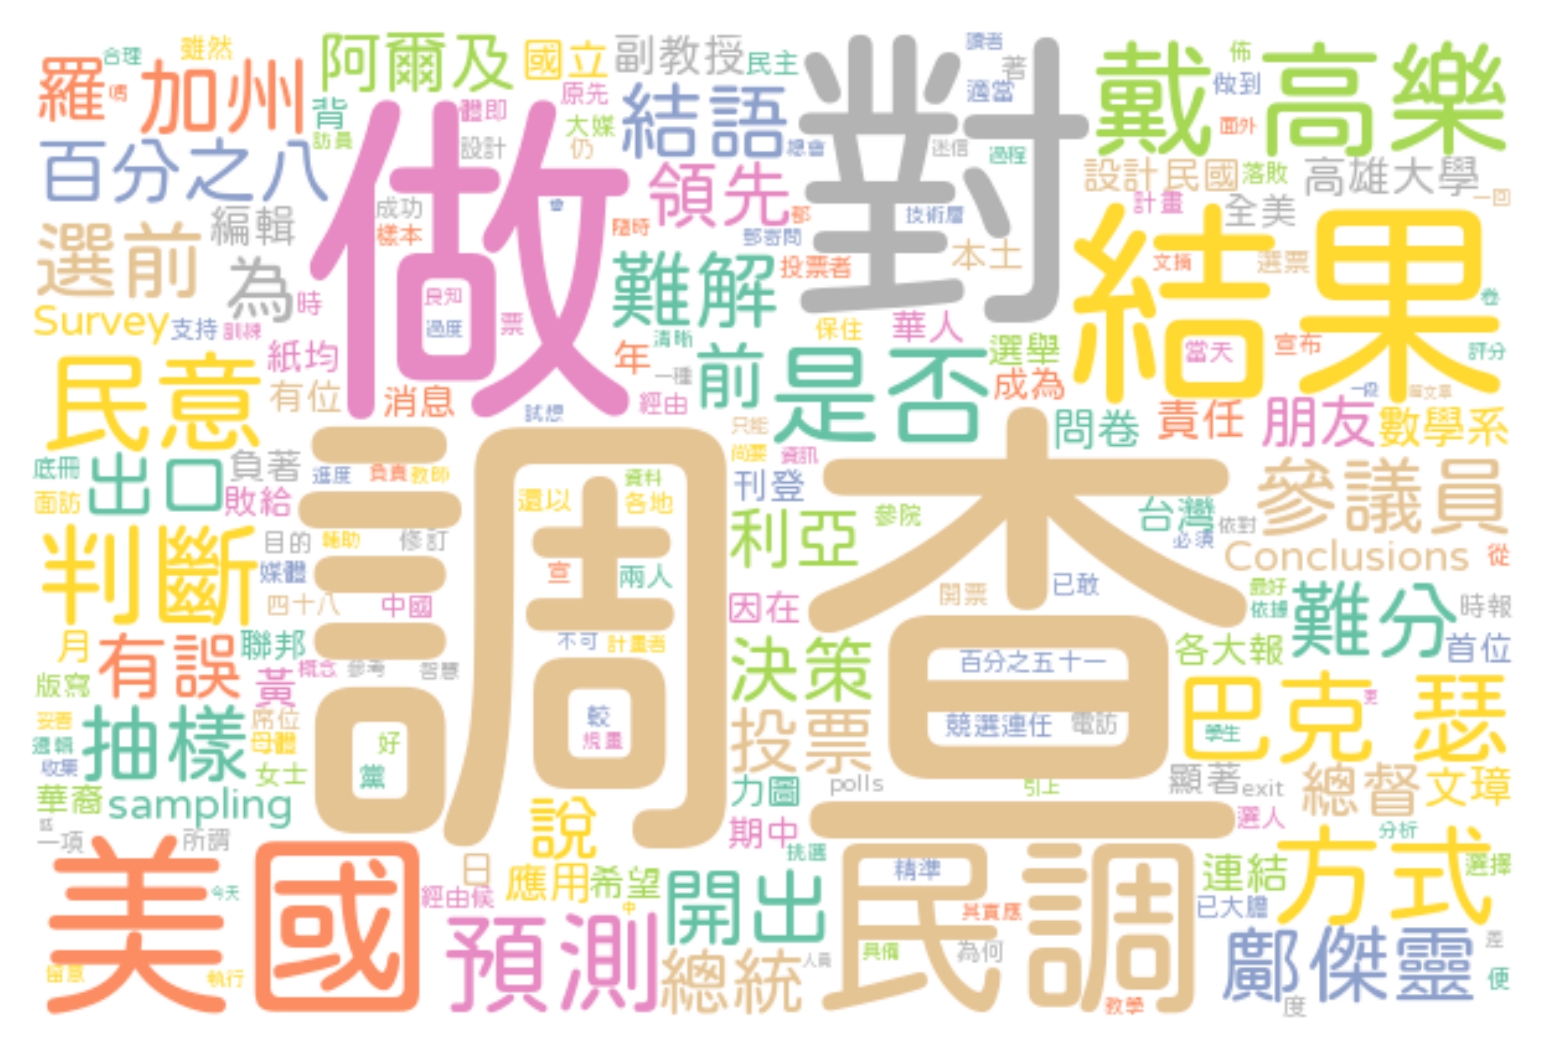 合理
雖然
羅
傌
加州
阿爾及
國立
副教授
民主
讀者
著
佈
戴高樂
做到
背
訪員
體即
原先
大媒
仍
結語
總會
對
適當
面外
百分之八
設計
迷信
過程
設計
民國
落敗
高雄大學
一回
編輯
成功
樣本
做
曾
隨時
領先
鄒
郵寄問
技術層
計畫
全美
選前
為
時
難解
投票者
本土
結果
文摘
選票
卷
Survey
支持
訓練
良知
過度
票
清晰
保住
華人
選舉
當天
宣布
評分
紙均
有位
消息
年
一種
前
是否
成為
一段
民意
試想
經由
只能
問卷
責任
朋友
數學系
底冊
出口
負著
進度
負責
教師
資料
尚要
資訊
面訪
敗給
還以
各地
刊登
參議員
判斷
目的
輔助
修訂
調查
利亞
參院
台灣
依對
必須
Conclusions
從
媒體
四十八
中國
宣
兩人
因在
開票
已敢
最好
依據
難分
時報
月
有誤
聯邦
不可
計畫者
決策
各大報
首位
版寫
黃
概念
參考
智慧
百分之五十一
巴克
更
瑟
妥善
邏輯
收集
抽樣
席位
母體
較
規畫
投票
競選連任
電訪
學生
女士
好
黨
華裔
sampling
力圖
polls
引上
顯著
exit
總督
文璋
一項
所謂
說
期中
挑選
選人
分析
美國
今天
日
應用
希望
開出
民調
精準
連結
方式
選擇
經由候
中
其實應
已大膽
留意
執行
預測
總統
人員
具備
為何
教學
鄺傑靈
差
便
度